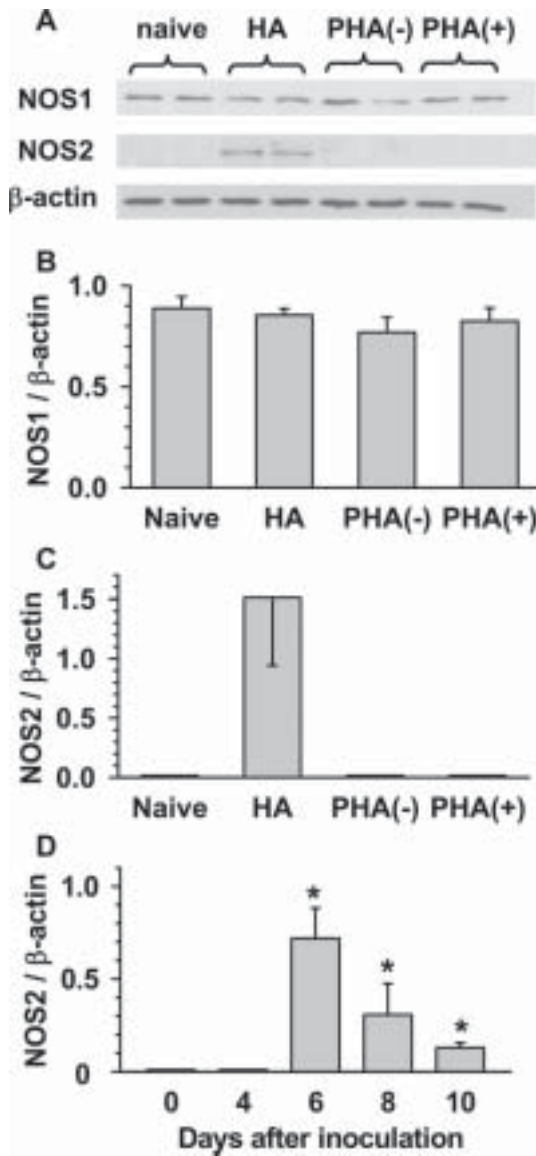 A
naive HA PHA(-) PHA(+)
NOS1
NOS2
β-actin
B
NOS1 / β-actin
1.0
0.5
0.0
Naive HA PHA(-) PHA(+)
C
NOS2 / β-actin
1.5
1.0
0.5
0.0
Naive HA PHA(-) PHA(+)
D
NOS2 / β-actin
1.0
0.5
0
* * *
0 4 6 8 10
Days after inoculation